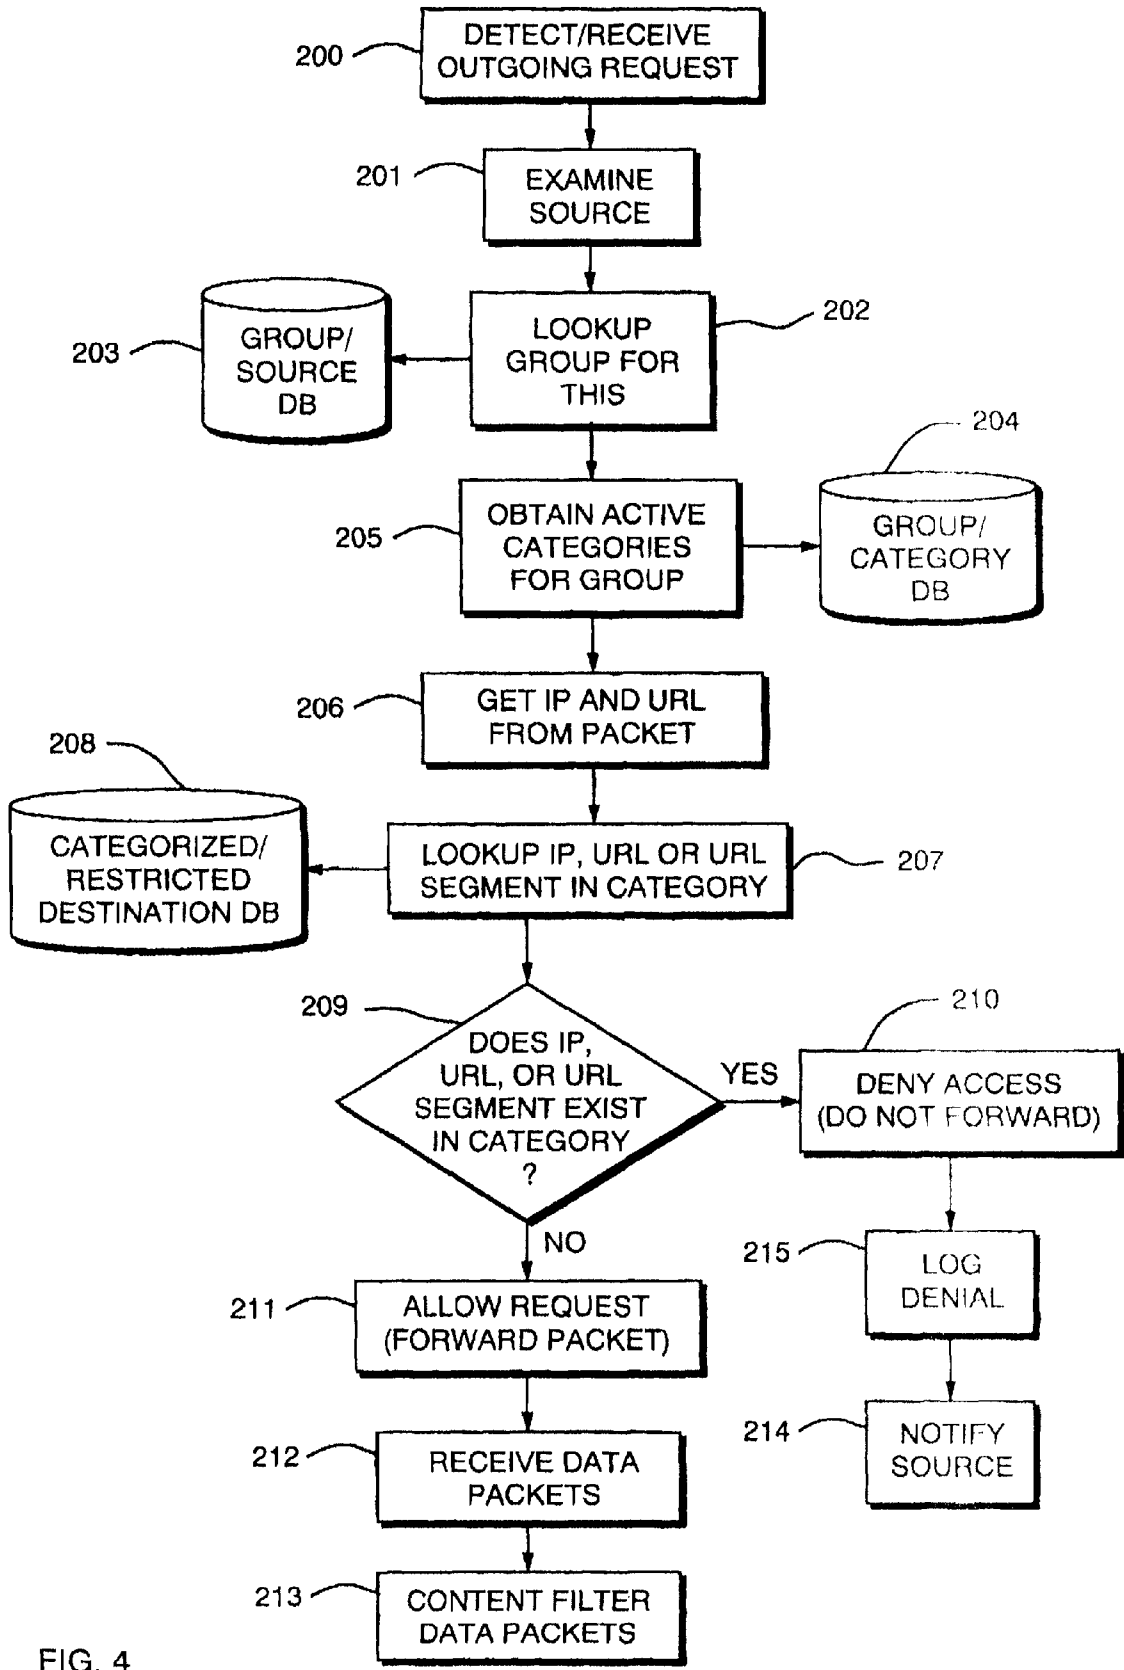 200
DETECT/RECEIVE
OUTGOING REQUEST
201
EXAMINE
SOURCE
202
LOOKUP
GROUP FOR
THIS
203
GROUP/
SOURCE
DB
204
GROUP/
CATEGORY
DB
205
OBTAIN ACTIVE
CATEGORIES
FOR GROUP
206
GET IP AND URL
FROM PACKET
208
CATEGORIZED/
RESTRICTED
DESTINATION DB
LOOKUP IP, URL OR URL
SEGMENT IN CATEGORY
207
209
DOES IP,
URL, OR URL
SEGMENT EXIST
IN CATEGORY
?
YES
210
DENY ACCESS
(DO NOT FORWARD)
NO
215
LOG
DENIAL
211
ALLOW REQUEST
(FORWARD PACKET)
214
NOTIFY
SOURCE
212
RECEIVE DATA
PACKETS
213
CONTENT FILTER
DATA PACKETS
FIG. 4